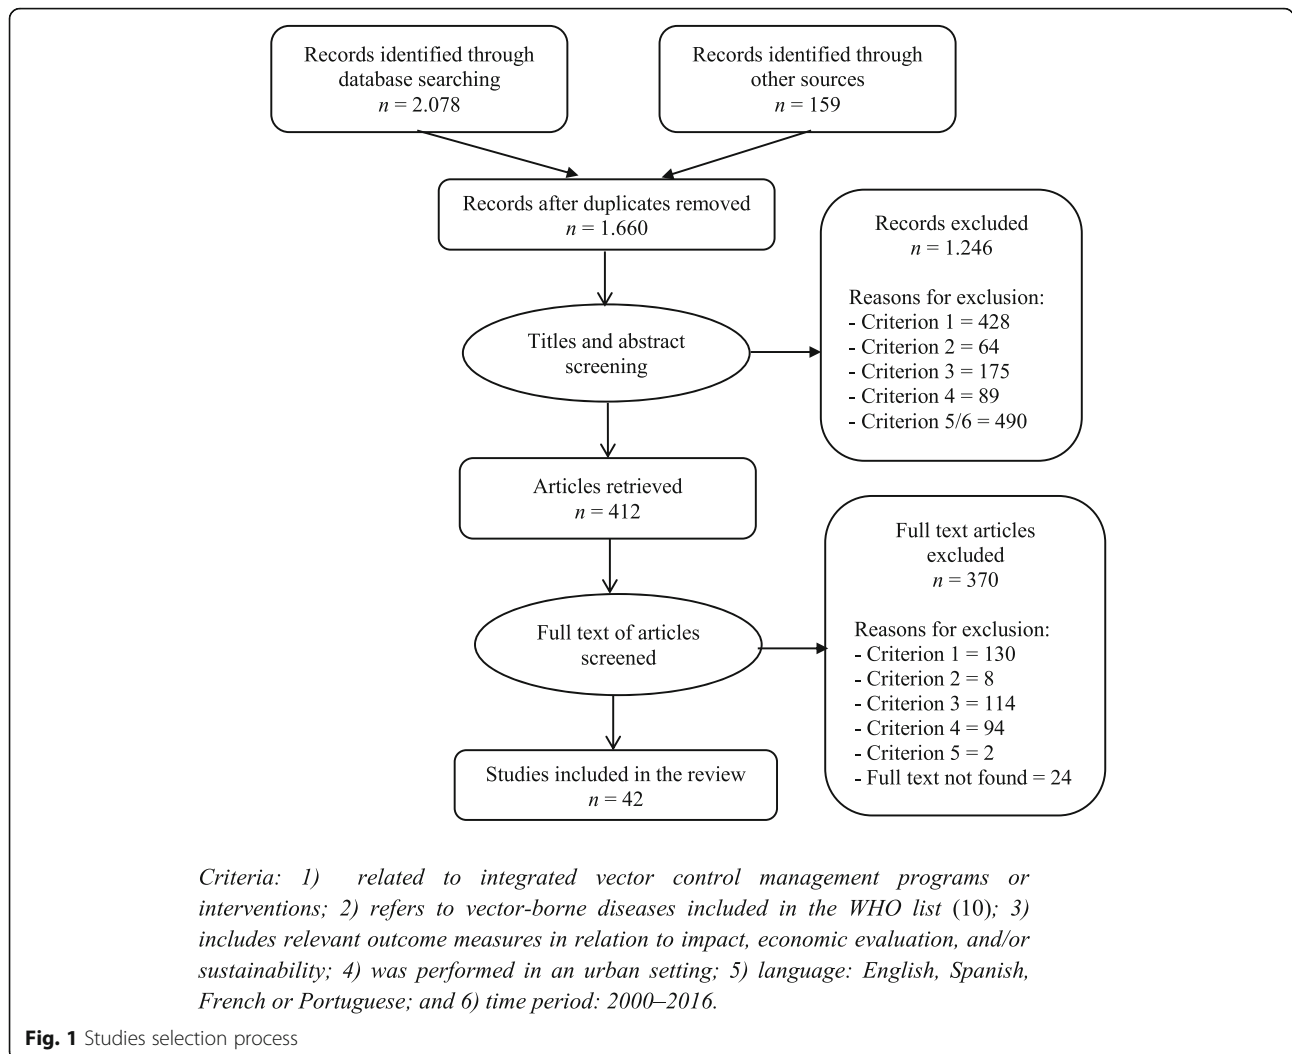 Records identified through
database searching
n = 2.078
Records identified through
other sources
n = 159
Records after duplicates removed
n = 1.660
Records excluded
n = 1.246
Reasons for exclusion:
- Criterion 1 = 428
- Criterion 2 = 64
- Criterion 3 = 175
- Criterion 4 = 89
- Criterion 5/6 = 490
Titles and abstract
screening
Articles retrieved
n = 412
Full text articles
excluded
n = 370
Reasons for exclusion:
- Criterion 1 = 130
- Criterion 2 = 8
- Criterion 3 = 114
- Criterion 4 = 94
- Criterion 5 = 2
- Full text not found = 24
Full text of articles
screened
Studies included in the review
n = 42
Criteria: 1) related to integrated vector control management programs or
interventions; 2) refers to vector-borne diseases included in the WHO list (10); 3)
includes relevant outcome measures in relation to impact, economic evaluation, and/or
sustainability; 4) was performed in an urban setting; 5) language: English, Spanish,
French or Portuguese; and 6) time period: 2000–2016.
Fig. 1 Studies selection process